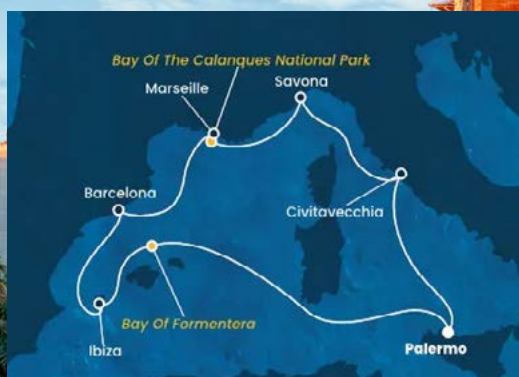 Bay Of The Calanques National Park
Marseille
Savona
Barcelona
Civitavecchia
Bay Of Formentera
Ibiza
Palermo